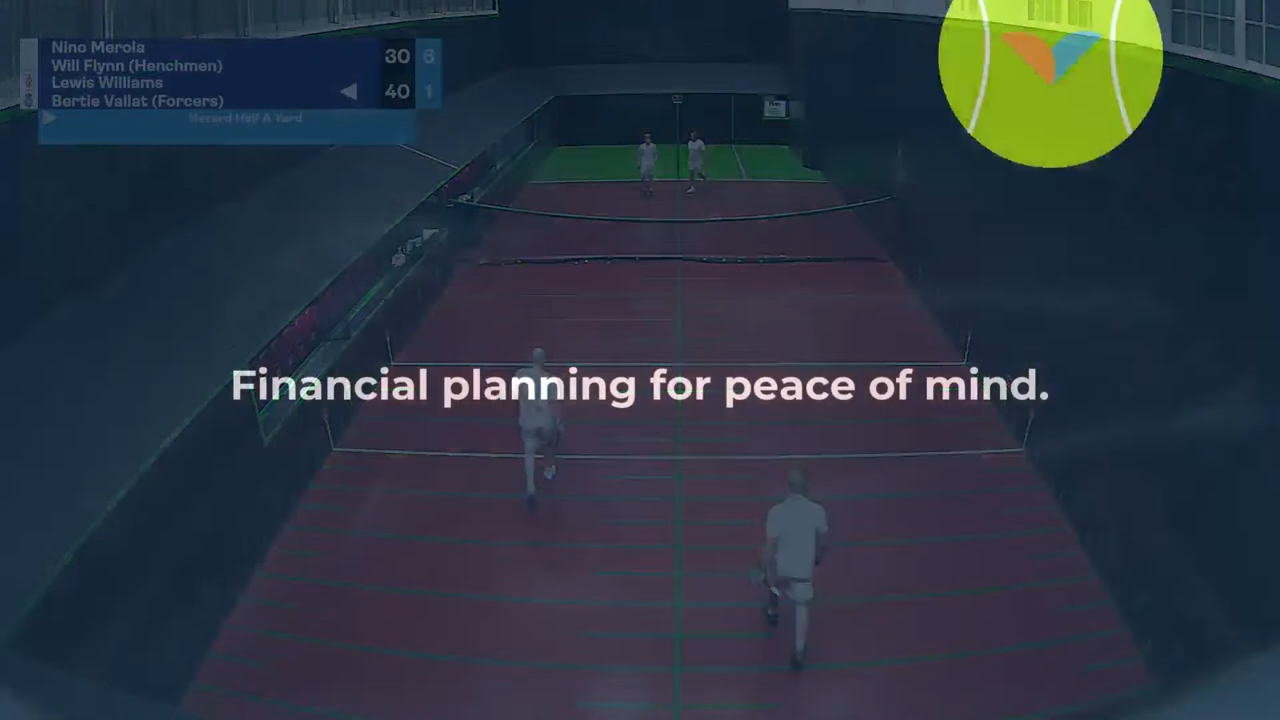 Nino Merola
Will Flynn (Henchmen)
30 6
Lewis Williams
Bertie Vallat (Forcers)
40 1
Hazard Half A Yard
Financial planning for peace of mind.